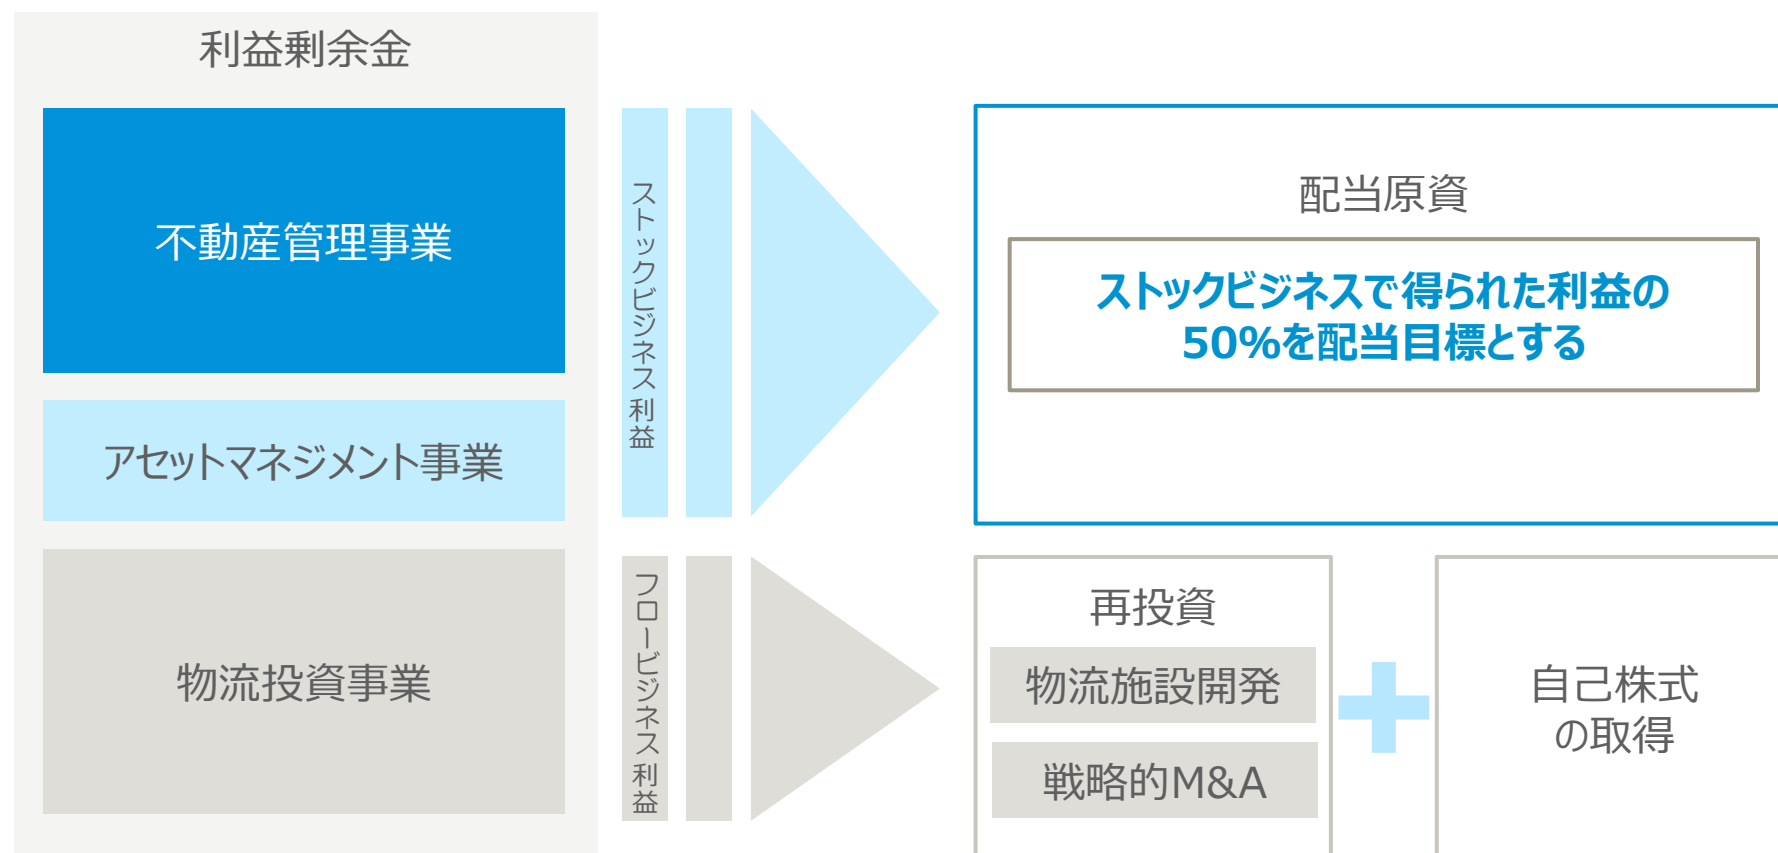 利益剰余金
不動産管理事業
アセットマネジメント事業
物流投資事業
ストックビジネス利益
フロービジネス利益
配当原資
ストックビジネスで得られた利益の
50%を配当目標とする
再投資
物流施設開発
戦略的M&A
自己株式
の取得